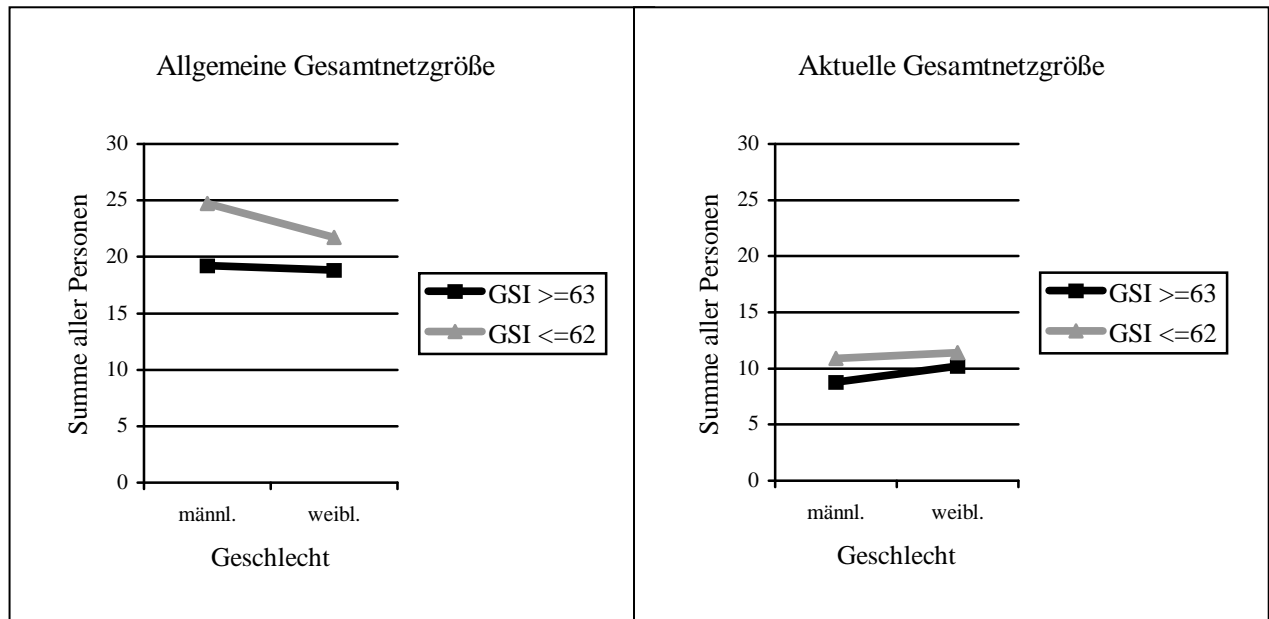 Allgemeine Gesamtnetzgröße
Summe aller Personen
30
25
20
15
10
5
0
männl. weibl.
Geschlecht
GSI >=63
GSI <=62
Aktuelle Gesamtnetzgröße
Summe aller Personen
30
25
20
15
10
5
0
männl. weibl.
Geschlecht
GSI >=63
GSI <=62